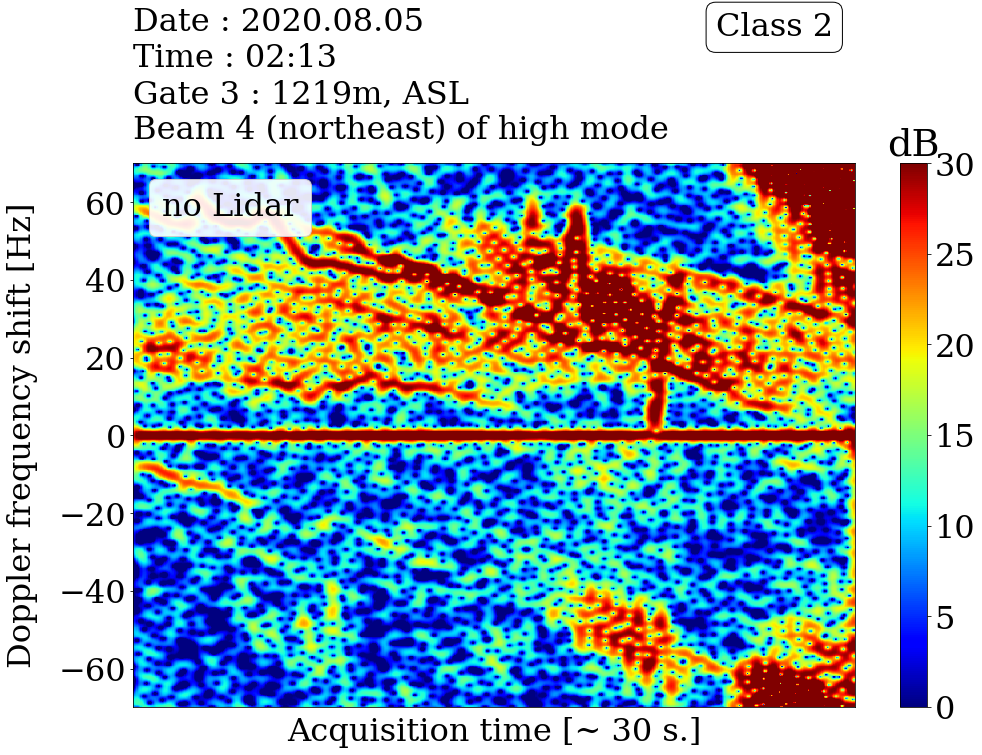 Date : 2020.08.05
Time : 02:13
Gate 3 : 1219m, ASL
Beam 4 (northeast) of high mode
Class 2
dB
no Lidar
Doppler frequency shift [Hz]
60
40
20
0
−20
−40
−60
30
25
20
15
10
5
0
Acquisition time [~ 30 s.]